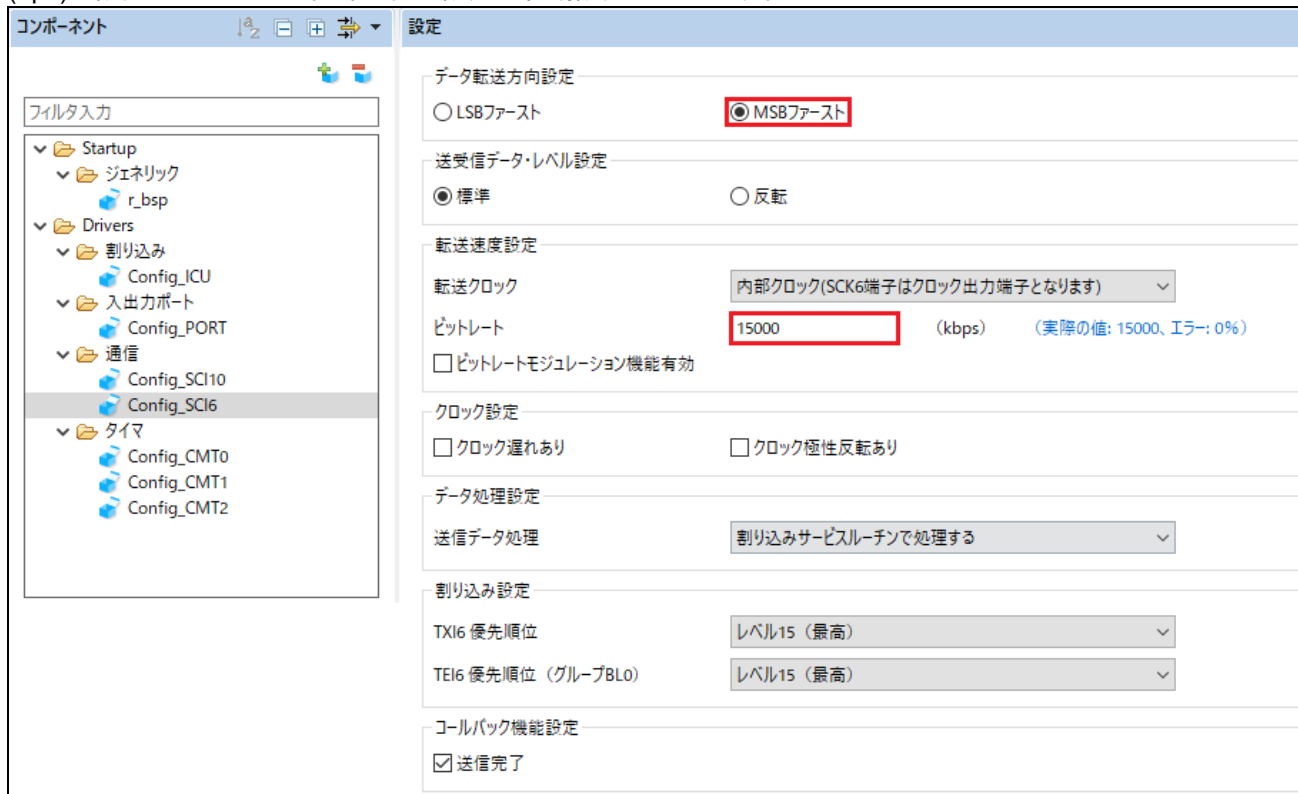 コンポーネント
フィルタ入力
Startup
ジェネリック
r_bsp
Drivers
割り込み
Config_ICU
入出力ポート
Config_PORT
通信
Config_SCI10
Config_SCI6
タイマ
Config_CMT0
Config_CMT1
Config_CMT2
設定
データ転送方向設定
LSBファースト MSBファースト
送受信データ・レベル設定
標準 反転
転送速度設定
転送クロック 内部クロック(SCK6端子はクロック出力端子となります)
ビットレート 15000 (kbps) (実際の値: 15000、エラー: 0%)
ビットレートモジュレーション機能有効
クロック設定
クロック遅れあり クロック極性反転あり
データ処理設定
送信データ処理 割り込みサービスルーチンで処理する
割り込み設定
TXI6 優先順位 レベル15（最高）
TEI6 優先順位（グループBL0） レベル15（最高）
コールバック機能設定
送信完了